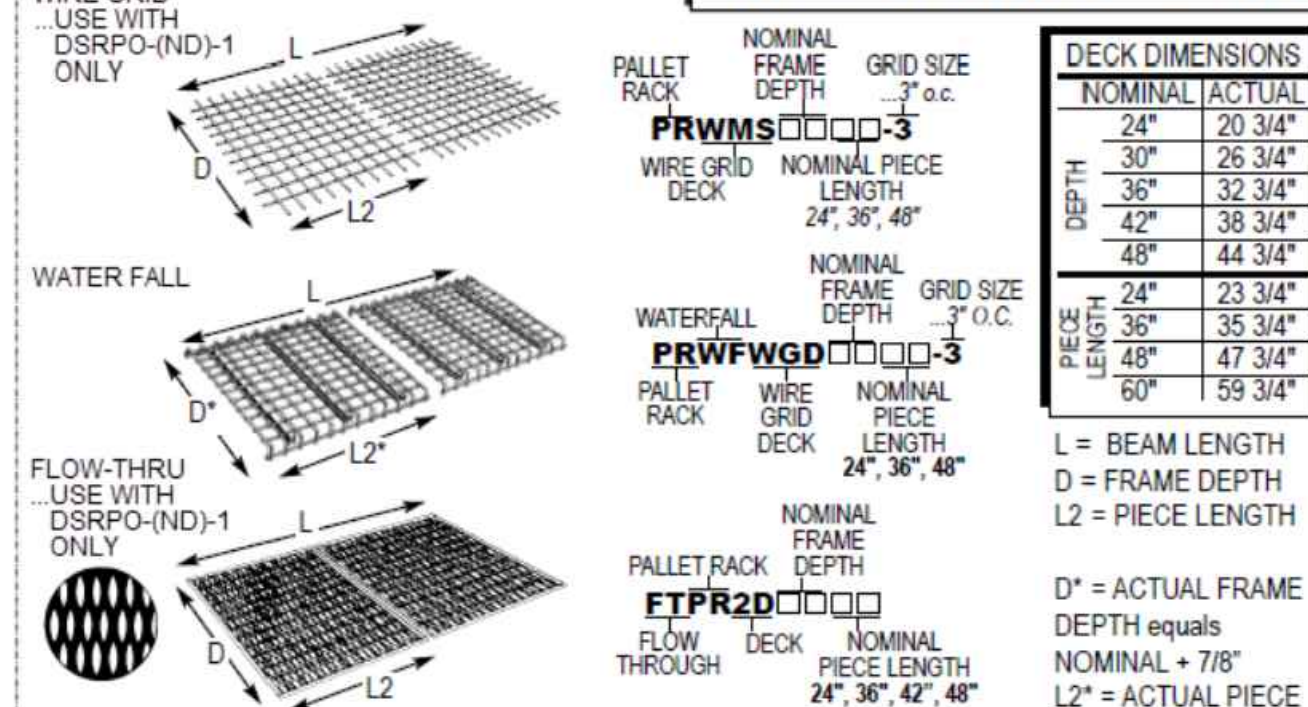 ...USE WITH
DSRPO-(ND)-1
ONLY
L
D
L2
PALLET
RACK
NOMINAL
FRAME
DEPTH
GRID SIZE
...3" o.c.
PRWMS□□□□-3
WIRE GRID
DECK
NOMINAL PIECE
LENGTH
24", 36", 48"
WATER FALL
L
D*
L2*
WATERFALL
NOMINAL
FRAME
DEPTH
GRID SIZE
...3" O.C.
PRWFWGD□□□□-3
PALLET
RACK
WIRE
GRID
DECK
NOMINAL
PIECE
LENGTH
24", 36", 48"
FLOW-THRU
...USE WITH
DSRPO-(ND)-1
ONLY
L
D
L2
PALLET RACK
NOMINAL
FRAME
DEPTH
FTPR2D□□□□
FLOW
THROUGH
DECK
NOMINAL
PIECE LENGTH
24", 36", 42", 48"
DECK DIMENSIONS
NOMINAL ACTUAL
DEPTH
24" 20 3/4"
30" 26 3/4"
36" 32 3/4"
42" 38 3/4"
48" 44 3/4"
PIECE
LENGTH
24" 23 3/4"
36" 35 3/4"
48" 47 3/4"
60" 59 3/4"
L = BEAM LENGTH
D = FRAME DEPTH
L2 = PIECE LENGTH
D* = ACTUAL FRAME
DEPTH equals
NOMINAL + 7/8"
L2* = ACTUAL PIECE